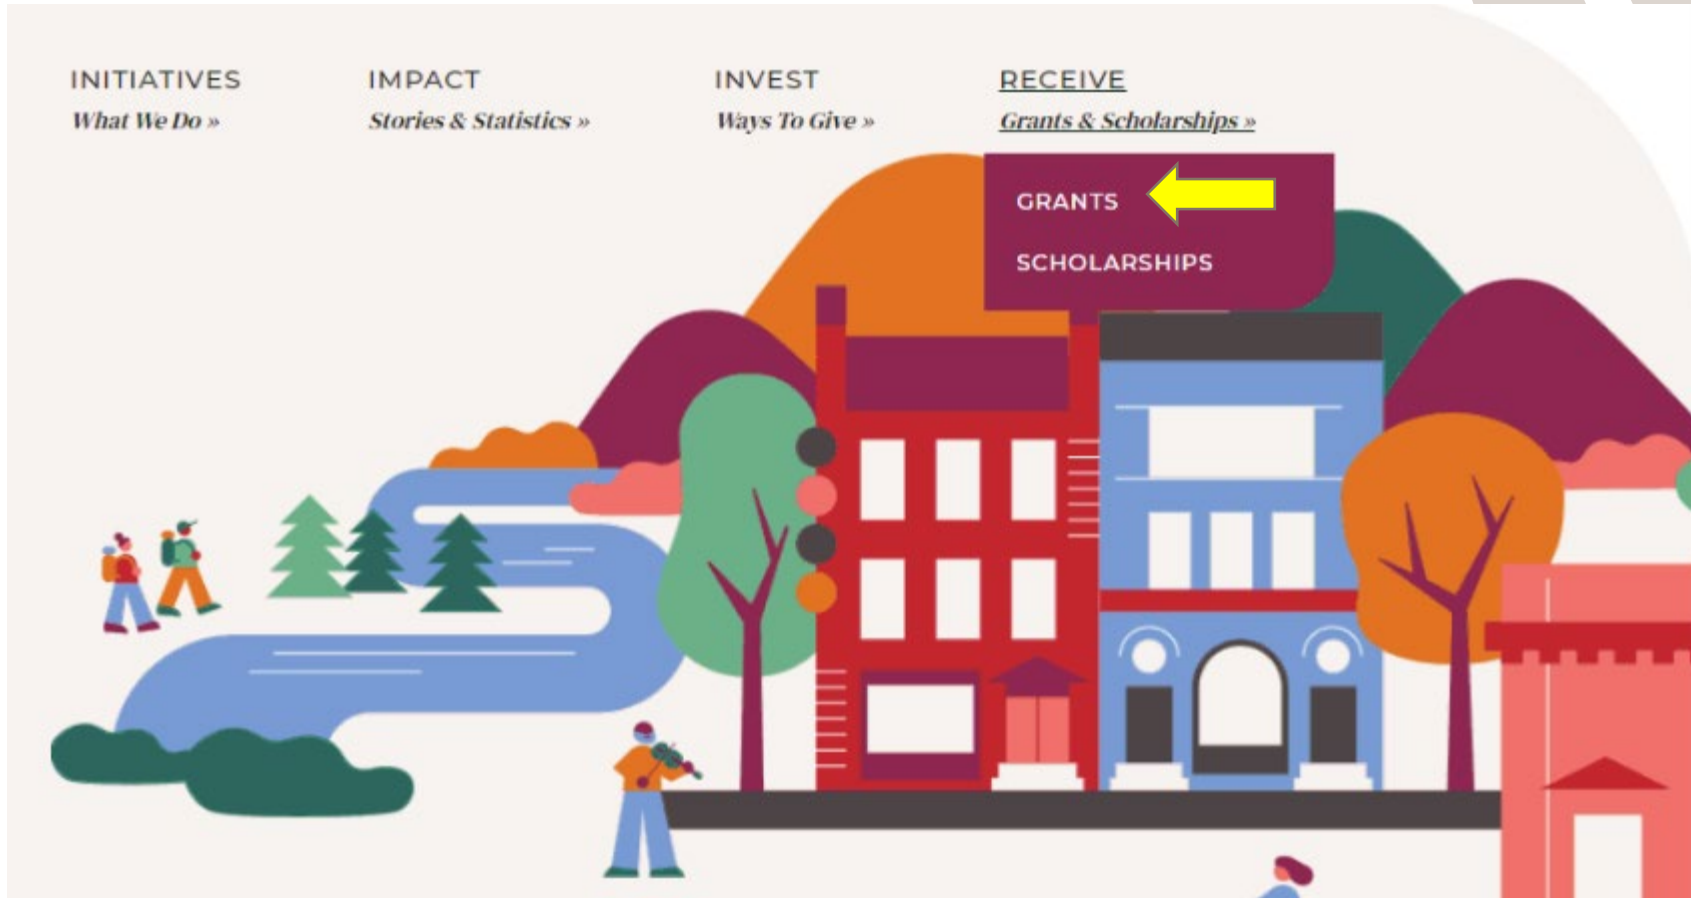 INITIATIVES
What We Do »
IMPACT
Stories & Statistics »
INVEST
Ways To Give »
RECEIVE
Grants & Scholarships »
GRANTS
SCHOLARSHIPS